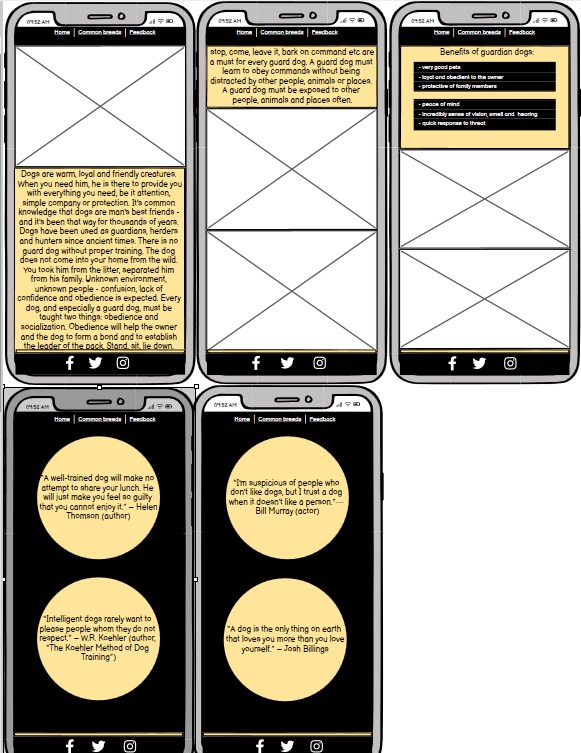 09:52 AM
Home | Common breeds | Feedback
Dogs are warm, loyal and friendly creatures.
When you need him, he is there to provide you
with everything you need, be it attention,
simple company or protection. It's common
knowledge that dogs are man's best friends -
and it's been that way for thousands of years.
Dogs have been used as guardians, herders
and hunters since ancient times. There is no
guard dog without proper training. The dog
does not come into your home from the wild.
You took him from the litter, separated him
from his family. Unknown environment,
unknown people - confusion, lack of
confidence and obedience is expected. Every
dog, and especially a guard dog, must be
taught two things: obedience and
socialization. Obedience will help the owner
and the dog to form a bond and to establish
the leader of the pack. Stand, sit, lie down,
09:52 AM
Home | Common breeds | Feedback
stop, come, leave it, bark on command etc are
a must for every guard dog. A guard dog must
learn to obey commands without being
distracted by other people, animals or places.
A guard dog must be exposed to other
people, animals and places often.
09:52 AM
Home | Common breeds | Feedback
Benefits of guardian dogs:
- very good pets
- loyal and obedient to the owner
- protective of family members
- peace of mind
- incredibly sense of vision, smell and hearing
- quick response to threat
09:52 AM
Home | Common breeds | Feedback
"A well-trained dog will make no
attempt to share your lunch. He
will just make you feel so guilty
that you cannot enjoy it." – Helen
Thomson (author)
"Intelligent dogs rarely want to
please people whom they do not
respect." – W.R. Koehler (author,
"The Koehler Method of Dog
Training")
09:52 AM
Home | Common breeds | Feedback
"I'm suspicious of people who
don't like dogs, but I trust a dog
when it doesn't like a person." —
Bill Murray (actor)
"A dog is the only thing on earth
that loves you more than you love
yourself." – Josh Billings